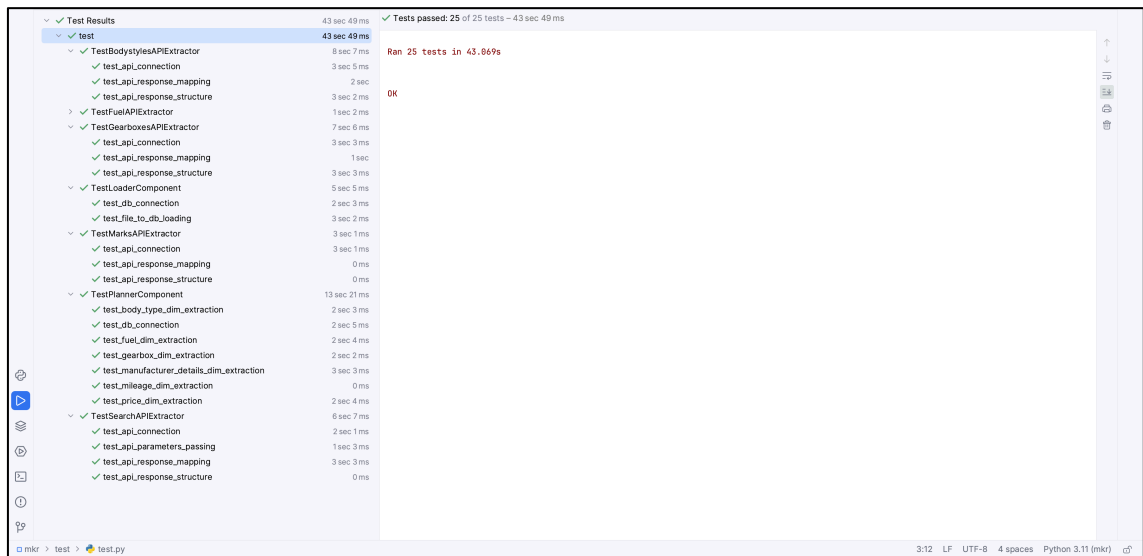 Test Results 43 sec 49 ms
test 43 sec 49 ms
TestBodystylesAPIExtractor 8 sec 7 ms
test_api_connection 3 sec 5 ms
test_api_response_mapping 2 sec
test_api_response_structure 3 sec 2 ms
TestFuelAPIExtractor 1 sec 2 ms
TestGearboxesAPIExtractor 7 sec 6 ms
test_api_connection 3 sec 3 ms
test_api_response_mapping 1 sec
test_api_response_structure 3 sec 3 ms
TestLoaderComponent 5 sec 5 ms
test_db_connection 2 sec 3 ms
test_file_to_db_loading 3 sec 2 ms
TestMarksAPIExtractor 3 sec 1 ms
test_api_connection 3 sec 1 ms
test_api_response_mapping 0 ms
test_api_response_structure 0 ms
TestPlannerComponent 13 sec 21 ms
test_body_type_dim_extraction 2 sec 3 ms
test_db_connection 2 sec 5 ms
test_fuel_dim_extraction 2 sec 4 ms
test_gearbox_dim_extraction 2 sec 2 ms
test_manufacturer_details_dim_extraction 3 sec 3 ms
test_mileage_dim_extraction 0 ms
test_price_dim_extraction 2 sec 4 ms
TestSearchAPIExtractor 6 sec 7 ms
test_api_connection 2 sec 1 ms
test_api_parameters_passing 1 sec 3 ms
test_api_response_mapping 3 sec 3 ms
test_api_response_structure 0 ms
Tests passed: 25 of 25 tests – 43 sec 49 ms
Ran 25 tests in 43.069s
OK
mkr > test > test.py 3:12 LF UTF-8 4 spaces Python 3.11 (mkr)